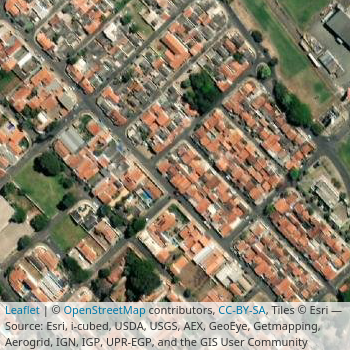 Leaflet | © OpenStreetMap contributors, CC-BY-SA, Tiles © Esri —
Source: Esri, i-cubed, USDA, USGS, AEX, GeoEye, Getmapping,
Aerogrid, IGN, IGP, UPR-EGP, and the GIS User Community